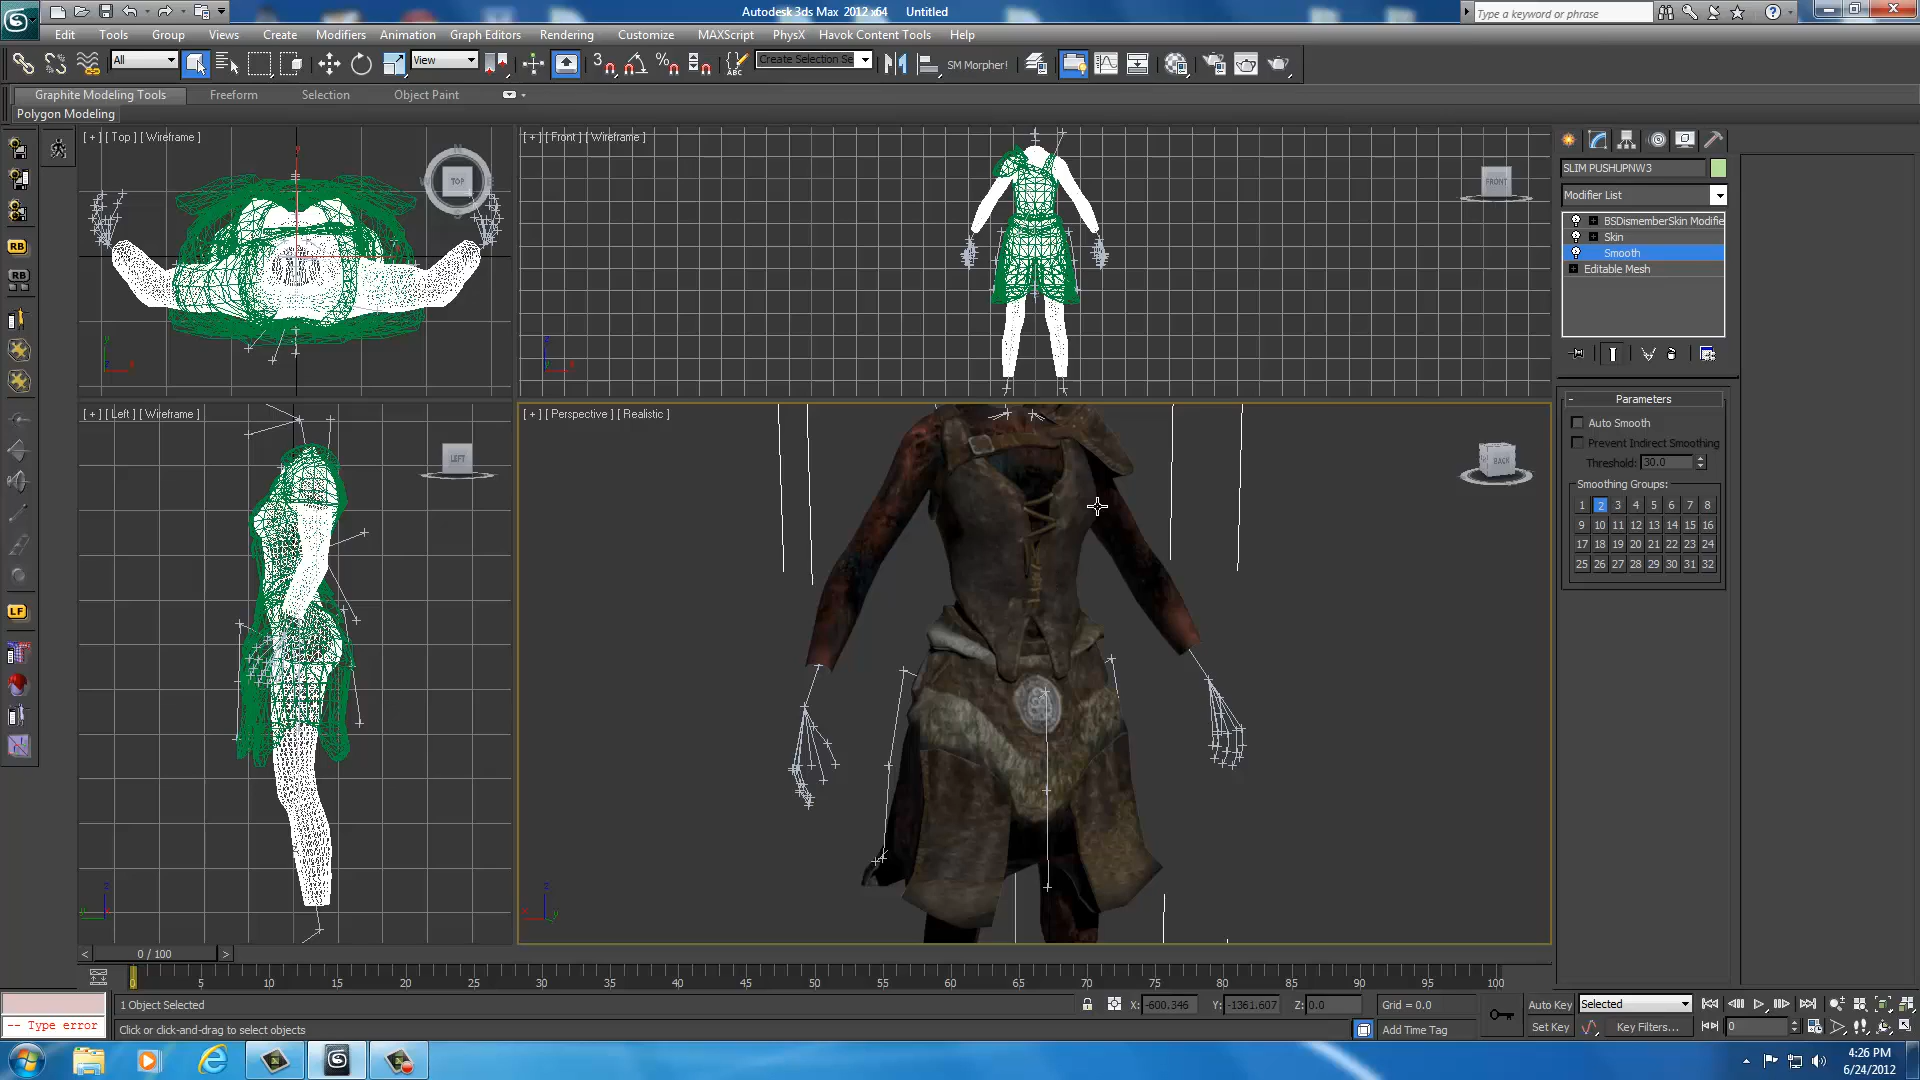 Autodesk 3ds Max 2012 x64 Untitled
Type a keyword or phrase
Edit Tools Group Views Create Modifiers Animation Graph Editors Rendering Customize MAXScript PhysX Havok Content Tools Help
All View Create Selection Se SM Morpher!
Graphite Modeling Tools Freeform Selection Object Paint
Polygon Modeling
[ + ] [ Top ] [ Wireframe ]
TOP
[ + ] [ Front ] [ Wireframe ]
FRONT
[ + ] [ Left ] [ Wireframe ]
LEFT
[ + ] [ Perspective ] [ Realistic ]
BACK
RB
RB
LF
SLIM PUSHUPNW3
Modifier List
BSDismemberSkin Modifie
Skin
Smooth
Editable Mesh
- Parameters
Auto Smooth
Prevent Indirect Smoothing
Threshold: 30.0
Smoothing Groups:
1 2 3 4 5 6 7 8
9 10 11 12 13 14 15 16
17 18 19 20 21 22 23 24
25 26 27 28 29 30 31 32
< 0 / 100 >
0 5 10 15 20 25 30 35 40 45 50 55 60 65 70 75 80 85 90 95 100
1 Object Selected X: -600.346 Y: -1361.607 Z: 0.0 Grid = 0.0 Auto Key Selected
-- Type error Click or click-and-drag to select objects Add Time Tag Set Key Key Filters... 0
4:26 PM
6/24/2012